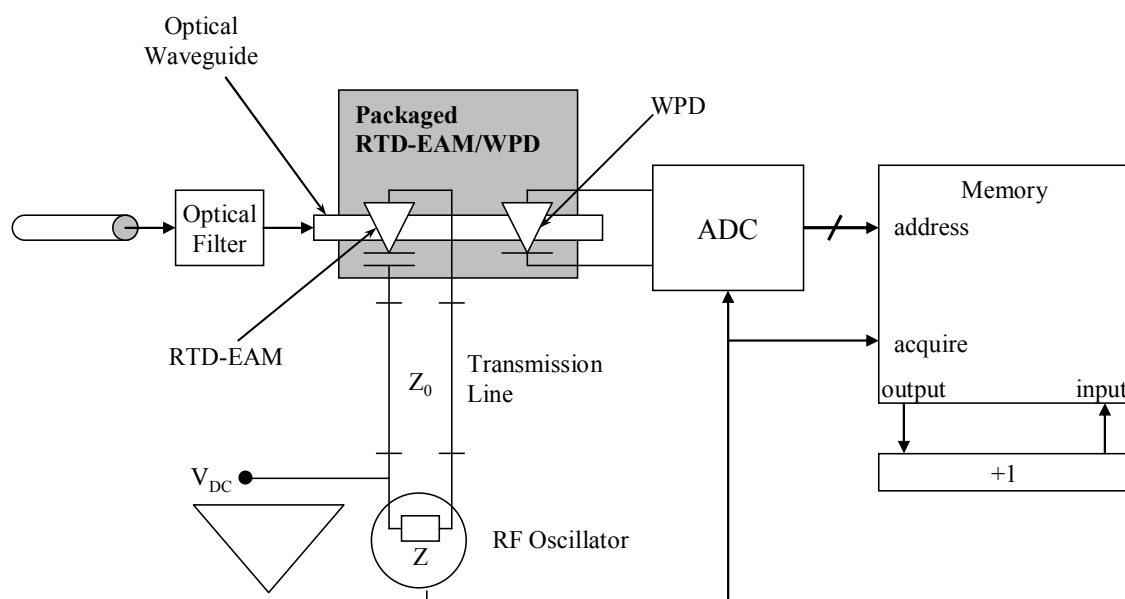 Optical
Waveguide
Packaged
RTD-EAM/WPD
WPD
Optical
Filter
ADC
Memory
address
acquire
output
input
+1
RTD-EAM
Z0
Transmission
Line
VDC
Z
RF Oscillator